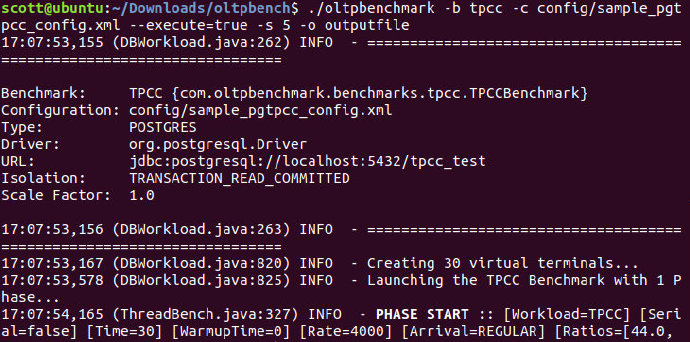 scott@ubuntu:~/Downloads/oltpbench$ ./oltpbenchmark -b tpcc -c config/sample_pgt
pcc_config.xml --execute=true -s 5 -o outputfile
17:07:53,155 (DBWorkload.java:262) INFO  - =====================================
=================================
Benchmark:     TPCC {com.oltpbenchmark.benchmarks.tpcc.TPCCBenchmark}
Configuration: config/sample_pgtpcc_config.xml
Type:          POSTGRES
Driver:        org.postgresql.Driver
URL:           jdbc:postgresql://localhost:5432/tpcc_test
Isolation:     TRANSACTION_READ_COMMITTED
Scale Factor:  1.0
17:07:53,156 (DBWorkload.java:263) INFO  - =====================================
=================================
17:07:53,167 (DBWorkload.java:820) INFO  - Creating 30 virtual terminals...
17:07:53,578 (DBWorkload.java:825) INFO  - Launching the TPCC Benchmark with 1 P
hase...
17:07:54,165 (ThreadBench.java:327) INFO  - PHASE START :: [Workload=TPCC] [Seri
al=false] [Time=30] [WarmupTime=0] [Rate=4000] [Arrival=REGULAR] [Ratios=[44.0,